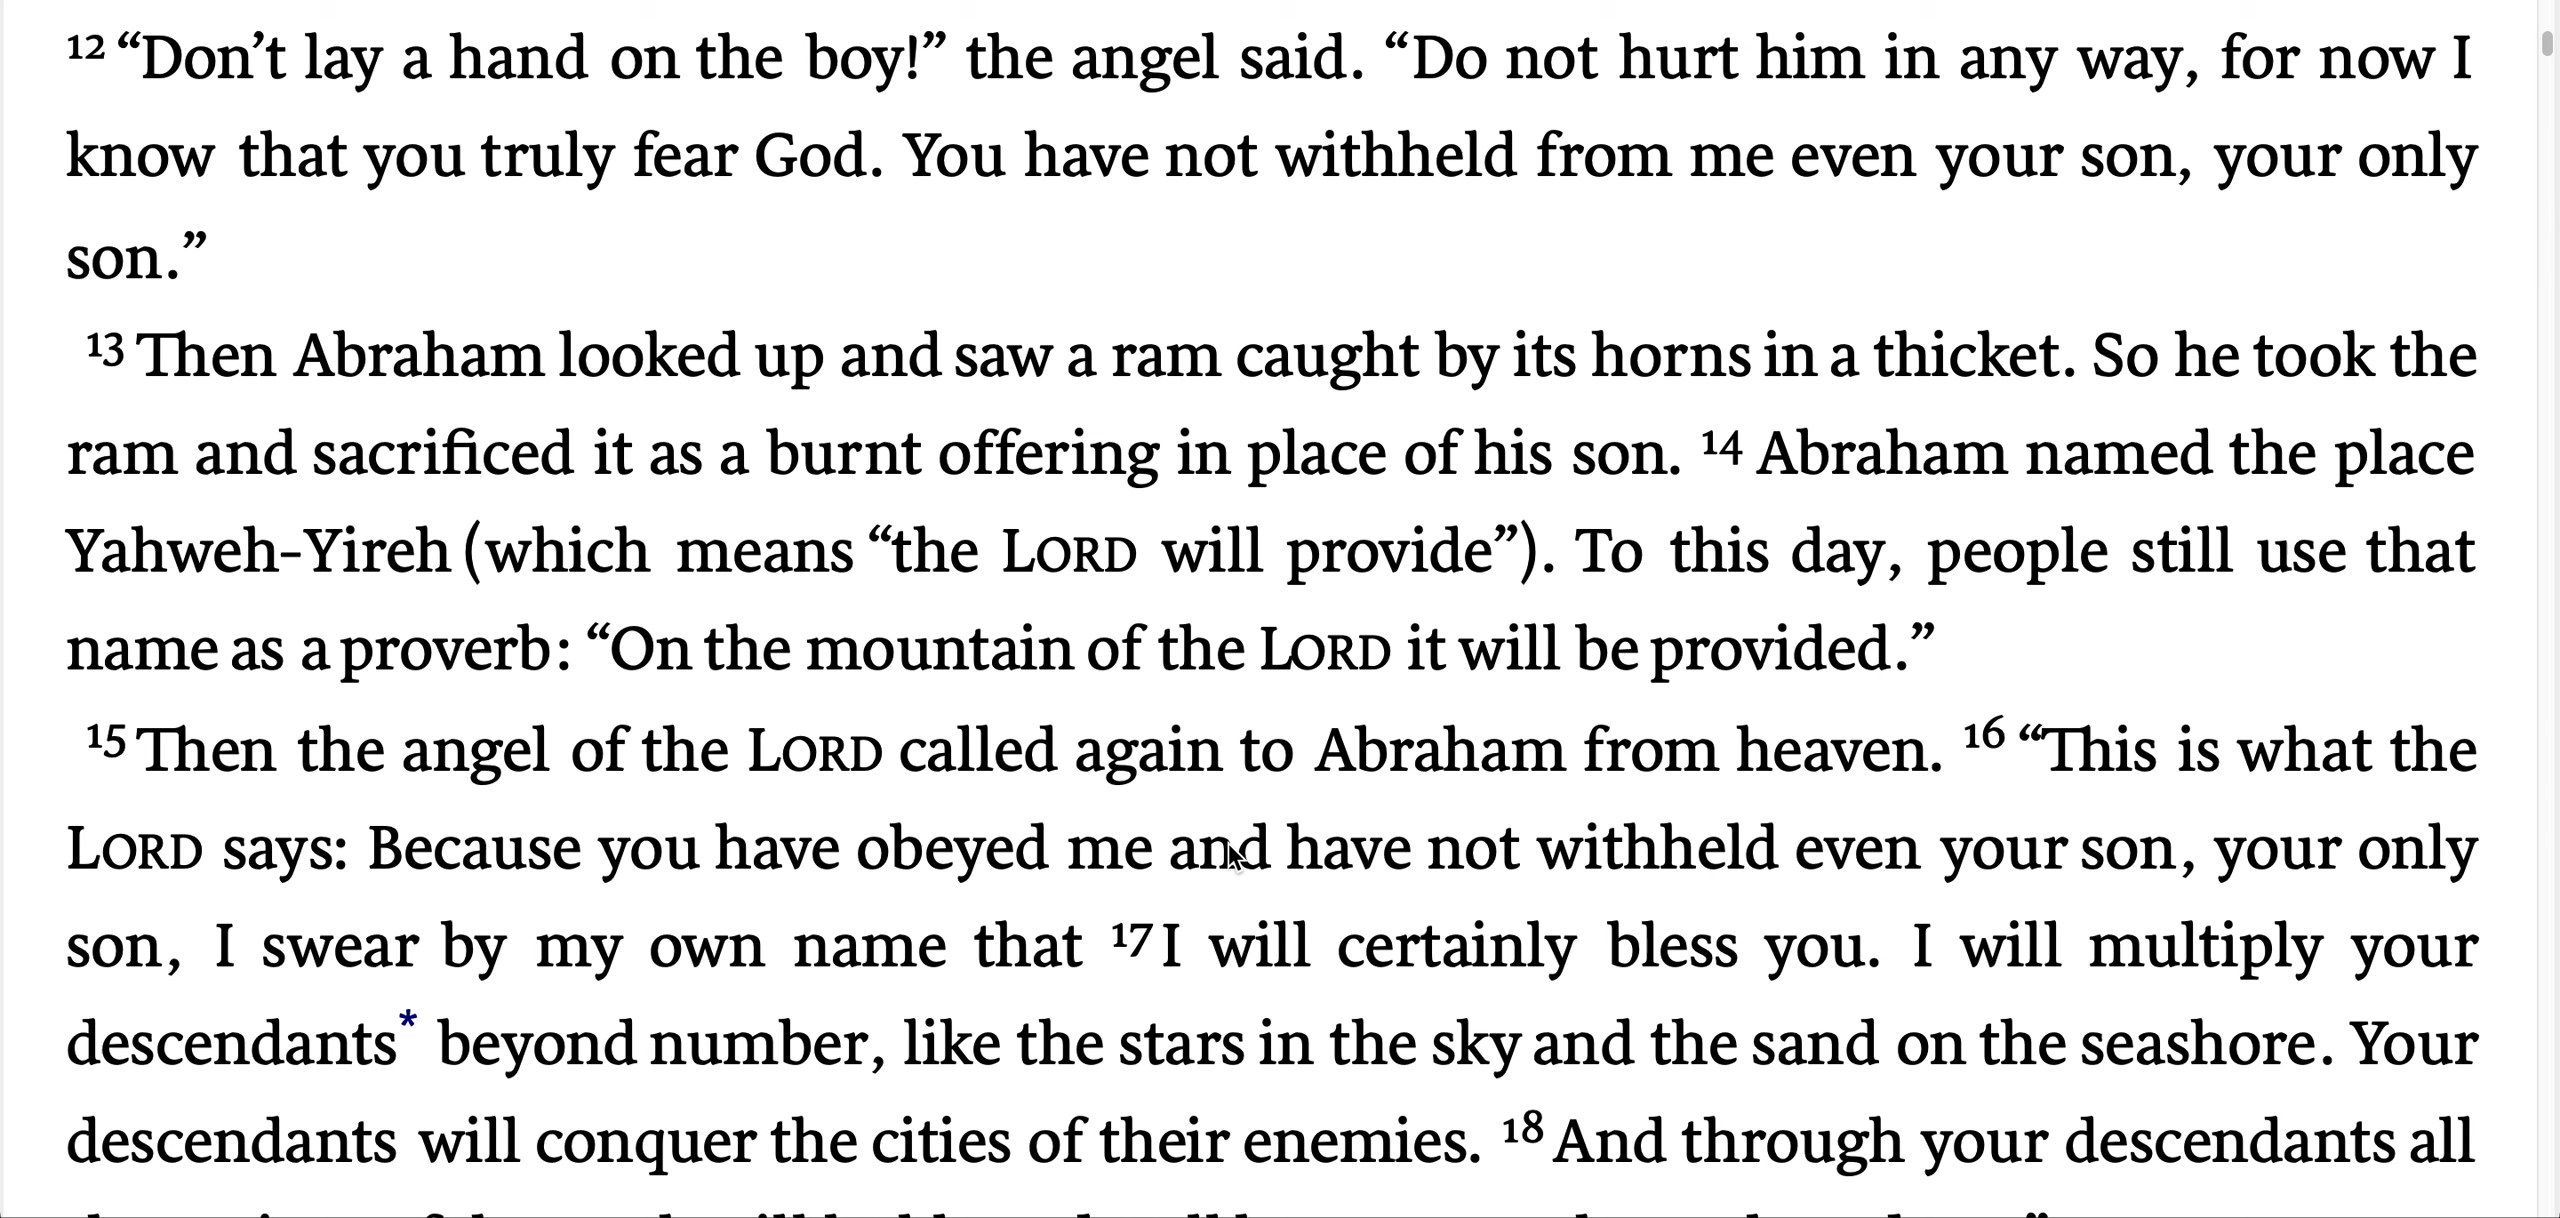 12 “Don’t lay a hand on the boy!” the angel said. “Do not hurt him in any way, for now I
know that you truly fear God. You have not withheld from me even your son, your only
son.”
13 Then Abraham looked up and saw a ram caught by its horns in a thicket. So he took the
ram and sacrificed it as a burnt offering in place of his son. 14 Abraham named the place
Yahweh-Yireh (which means “the LORD will provide”). To this day, people still use that
name as a proverb: “On the mountain of the LORD it will be provided.”
15 Then the angel of the LORD called again to Abraham from heaven. 16 “This is what the
LORD says: Because you have obeyed me and have not withheld even your son, your only
son, I swear by my own name that 17 I will certainly bless you. I will multiply your
descendants* beyond number, like the stars in the sky and the sand on the seashore. Your
descendants will conquer the cities of their enemies. 18 And through your descendants all